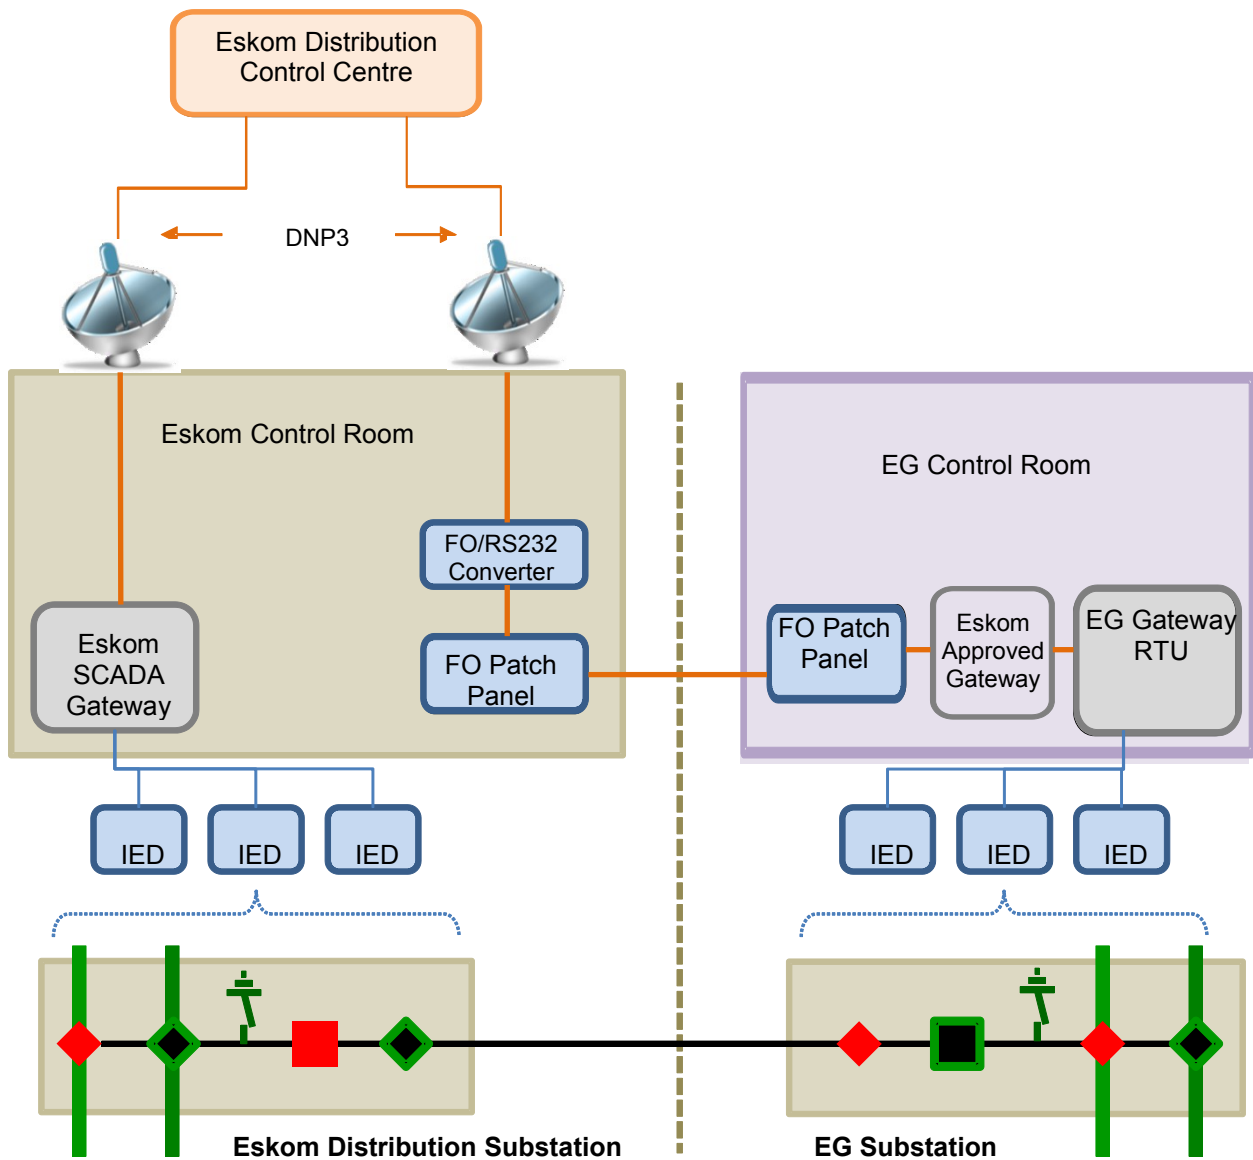 Eskom Distribution
Control Centre
DNP3
Eskom Control Room
EG Control Room
FO/RS232
Converter
Eskom
SCADA
Gateway
FO Patch
Panel
FO Patch
Panel
Eskom
Approved
Gateway
EG Gateway
RTU
IED
IED
IED
IED
IED
IED
Eskom Distribution Substation
EG Substation